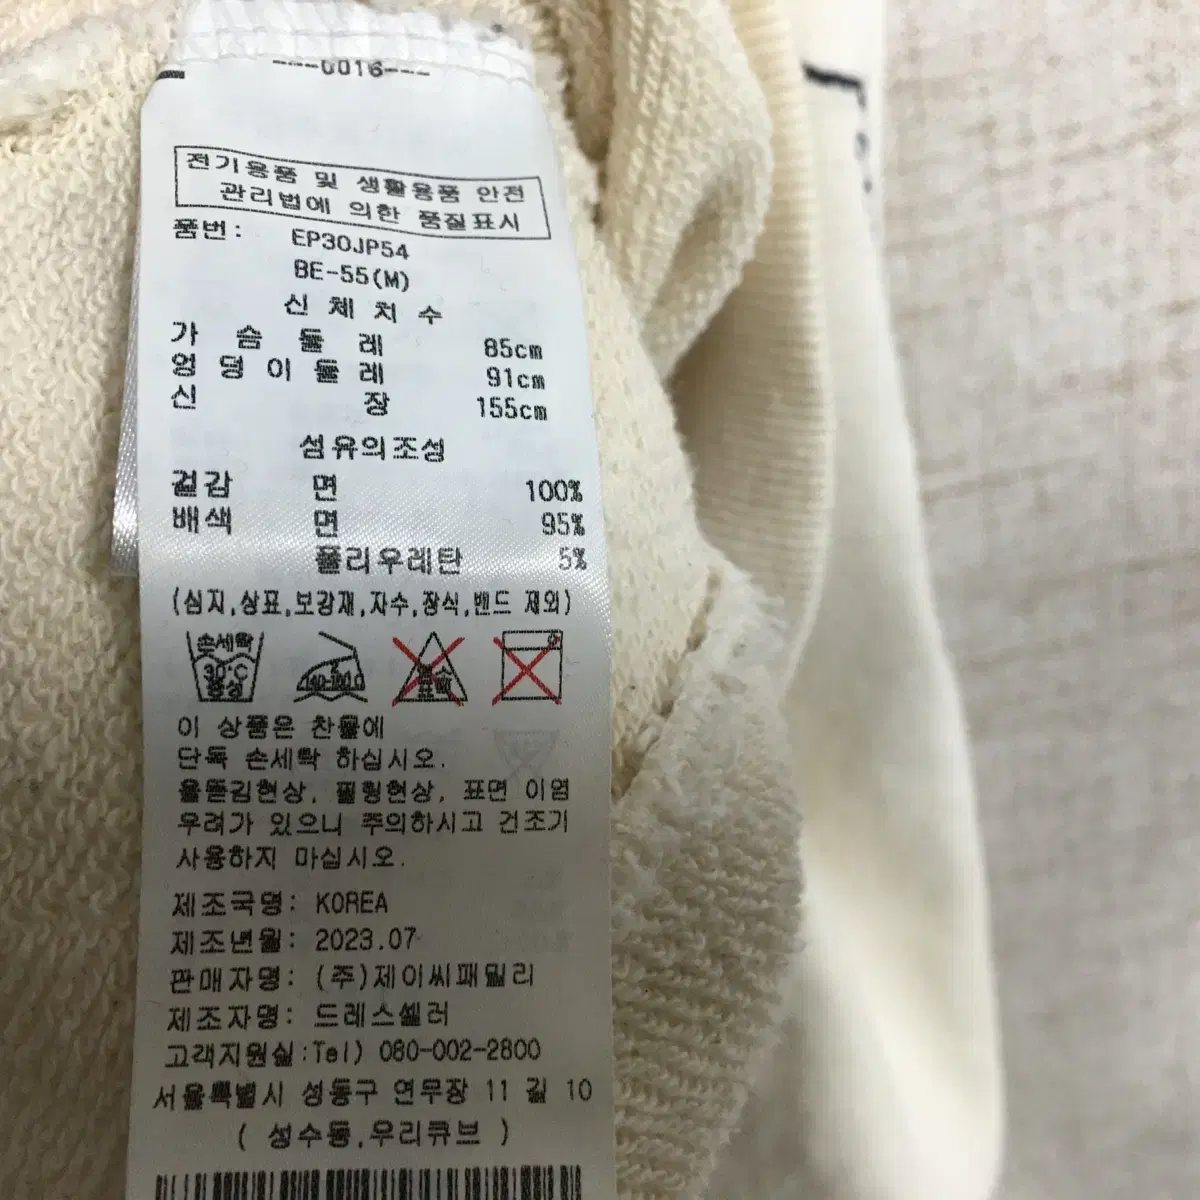 ---0016---
전기용품 및 생활용품 안전
관리법에 의한 품질표시
품번: EP30JP54
BE-55(M)
신 체 치 수
가 슴 둘 레 85cm
엉 덩 이 둘 레 91cm
신 장 155cm
섬유의조성
겉감 면 100%
배색 면 95%
폴리우레탄 5%
(심지,상표,보강재,자수,장식,밴드 제외)
손세탁
30°C
중성
염소
표백
이 상품은 찬물에
단독 손세탁 하십시오.
올뜯김현상, 필링현상, 표면 이염
우려가 있으니 주의하시고 건조기
사용하지 마십시오.
제조국명: KOREA
제조년월: 2023.07
판매자명: (주)제이씨패밀리
제조자명: 드레스셀러
고객지원실:Tel) 080-002-2800
서울특별시 성동구 연무장 11 길 10
( 성수동,우리큐브 )